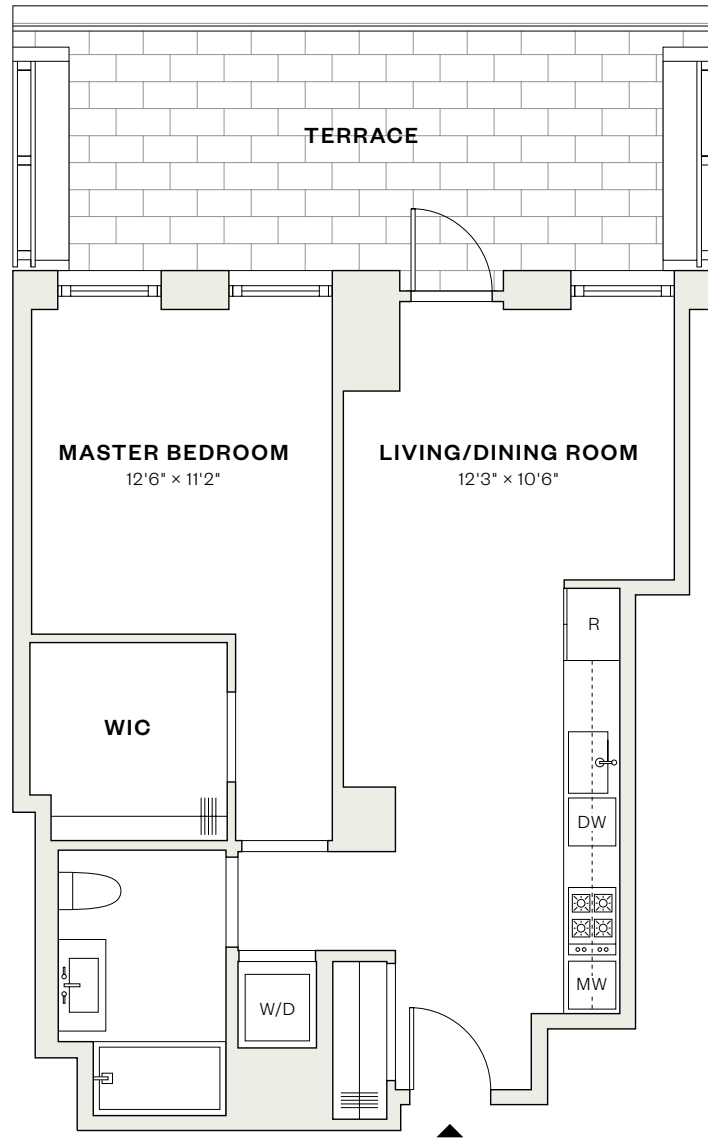 TERRACE
MASTER BEDROOM
12'6" × 11'2"
LIVING/DINING ROOM
12'3" × 10'6"
R
WIC
DW
MW
W/D